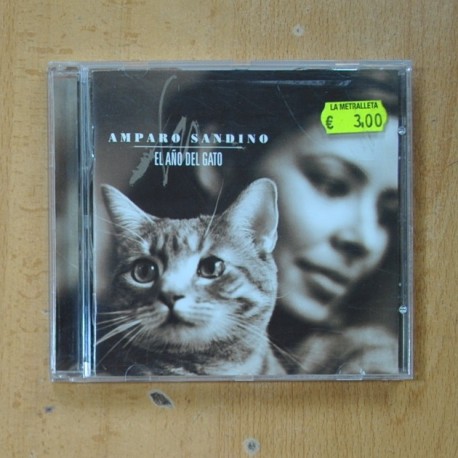 LA METRALLETA
€ 3,00
AMPARO SANDINO
EL AÑO DEL GATO